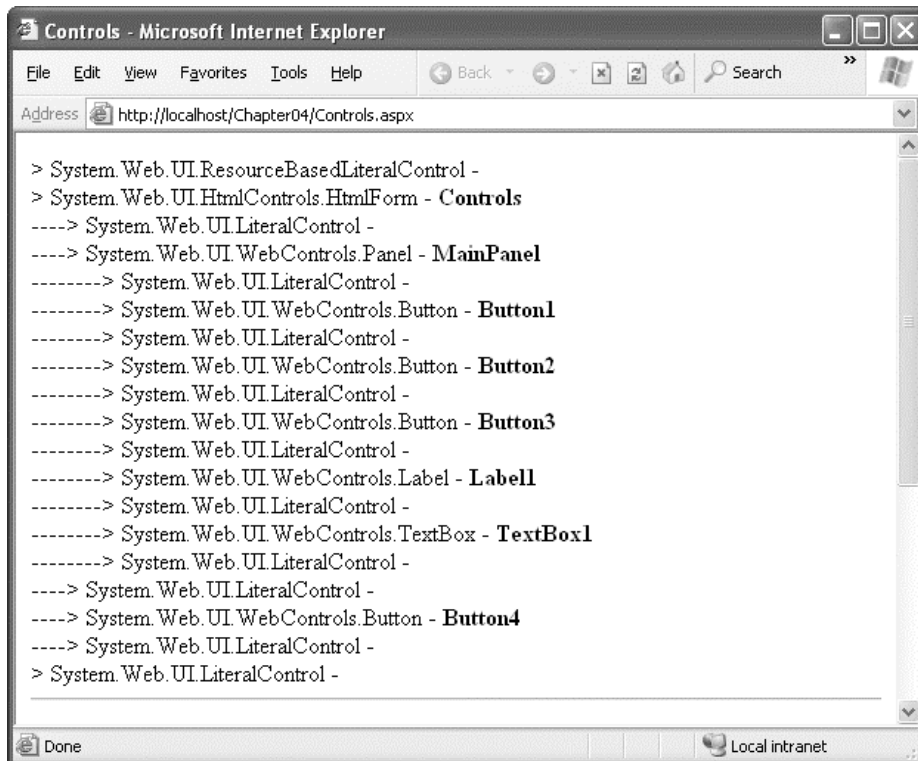 Controls - Microsoft Internet Explorer
File Edit View Favorites Tools Help Back Search »
Address http://localhost/Chapter04/Controls.aspx
> System.Web.UI.ResourceBasedLiteralControl -
> System.Web.UI.HtmlControls.HtmlForm - Controls
----> System.Web.UI.LiteralControl -
----> System.Web.UI.WebControls.Panel - MainPanel
--------> System.Web.UI.LiteralControl -
--------> System.Web.UI.WebControls.Button - Button1
--------> System.Web.UI.LiteralControl -
--------> System.Web.UI.WebControls.Button - Button2
--------> System.Web.UI.LiteralControl -
--------> System.Web.UI.WebControls.Button - Button3
--------> System.Web.UI.LiteralControl -
--------> System.Web.UI.WebControls.Label - Label1
--------> System.Web.UI.LiteralControl -
--------> System.Web.UI.WebControls.TextBox - TextBox1
--------> System.Web.UI.LiteralControl -
----> System.Web.UI.LiteralControl -
----> System.Web.UI.WebControls.Button - Button4
----> System.Web.UI.LiteralControl -
> System.Web.UI.LiteralControl -
Done Local intranet